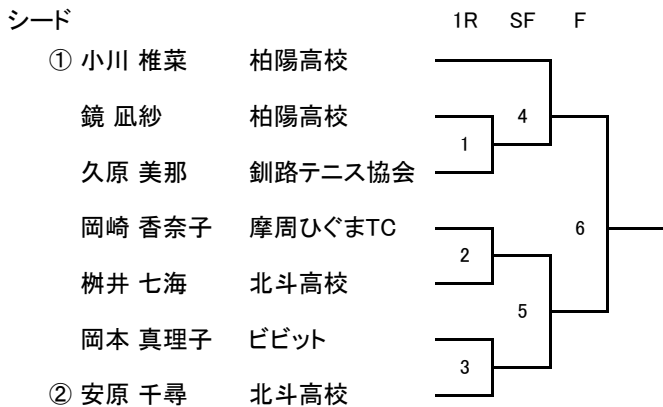 シード 1R SF F
① 小川 椎菜 柏陽高校
鏡 凪紗 柏陽高校
4
1
久原 美那 釧路テニス協会
岡崎 香奈子 摩周ひぐまTC
6
2
桝井 七海 北斗高校
5
岡本 真理子 ビビット
3
② 安原 千尋 北斗高校